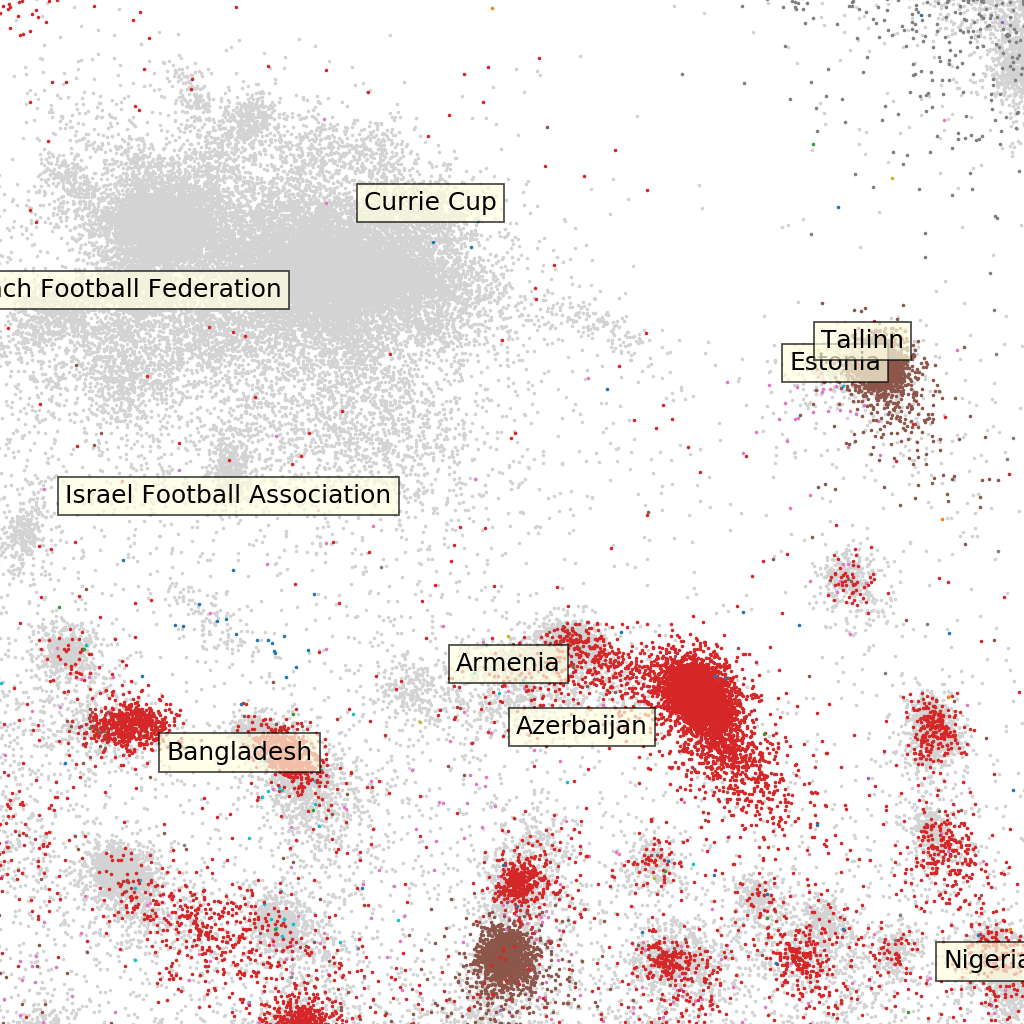 Currie Cup
ch Football Federation
Tallinn
Estonia
Israel Football Association
Armenia
Azerbaijan
Bangladesh
Nigeria